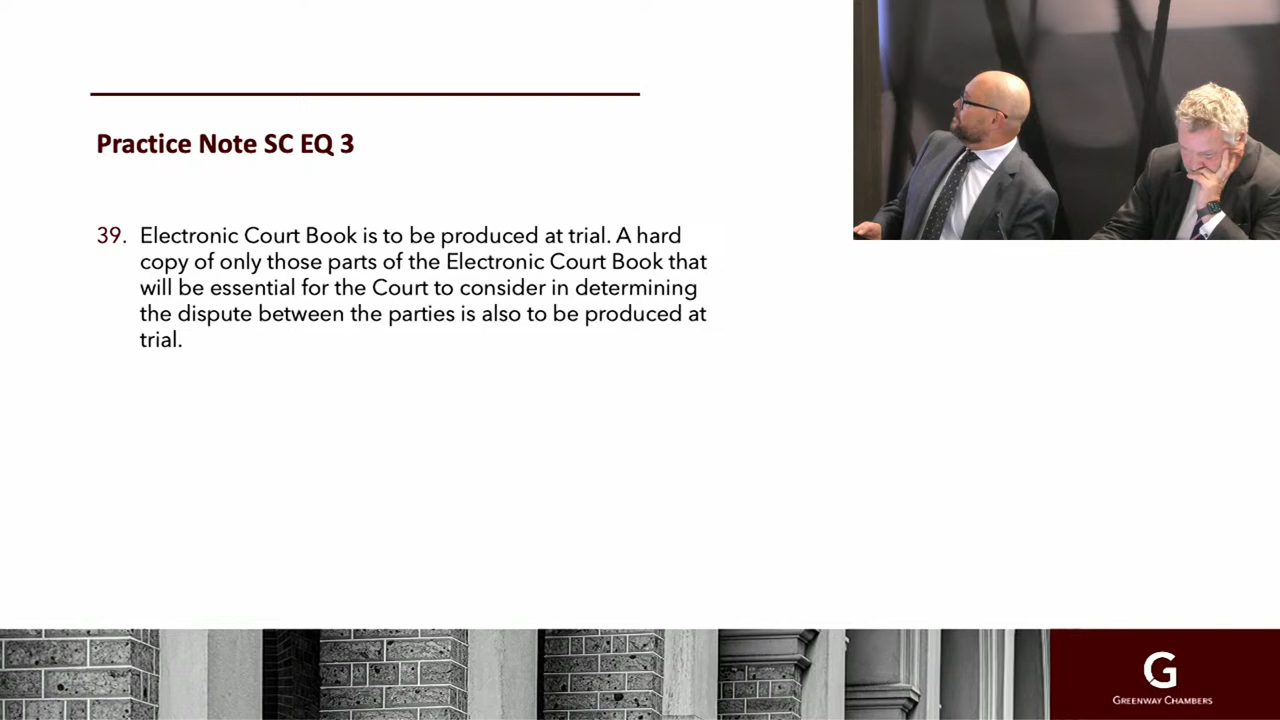 Practice Note SC EQ 3
39. Electronic Court Book is to be produced at trial. A hard
copy of only those parts of the Electronic Court Book that
will be essential for the Court to consider in determining
the dispute between the parties is also to be produced at
trial.
G
GREENWAY CHAMBERS